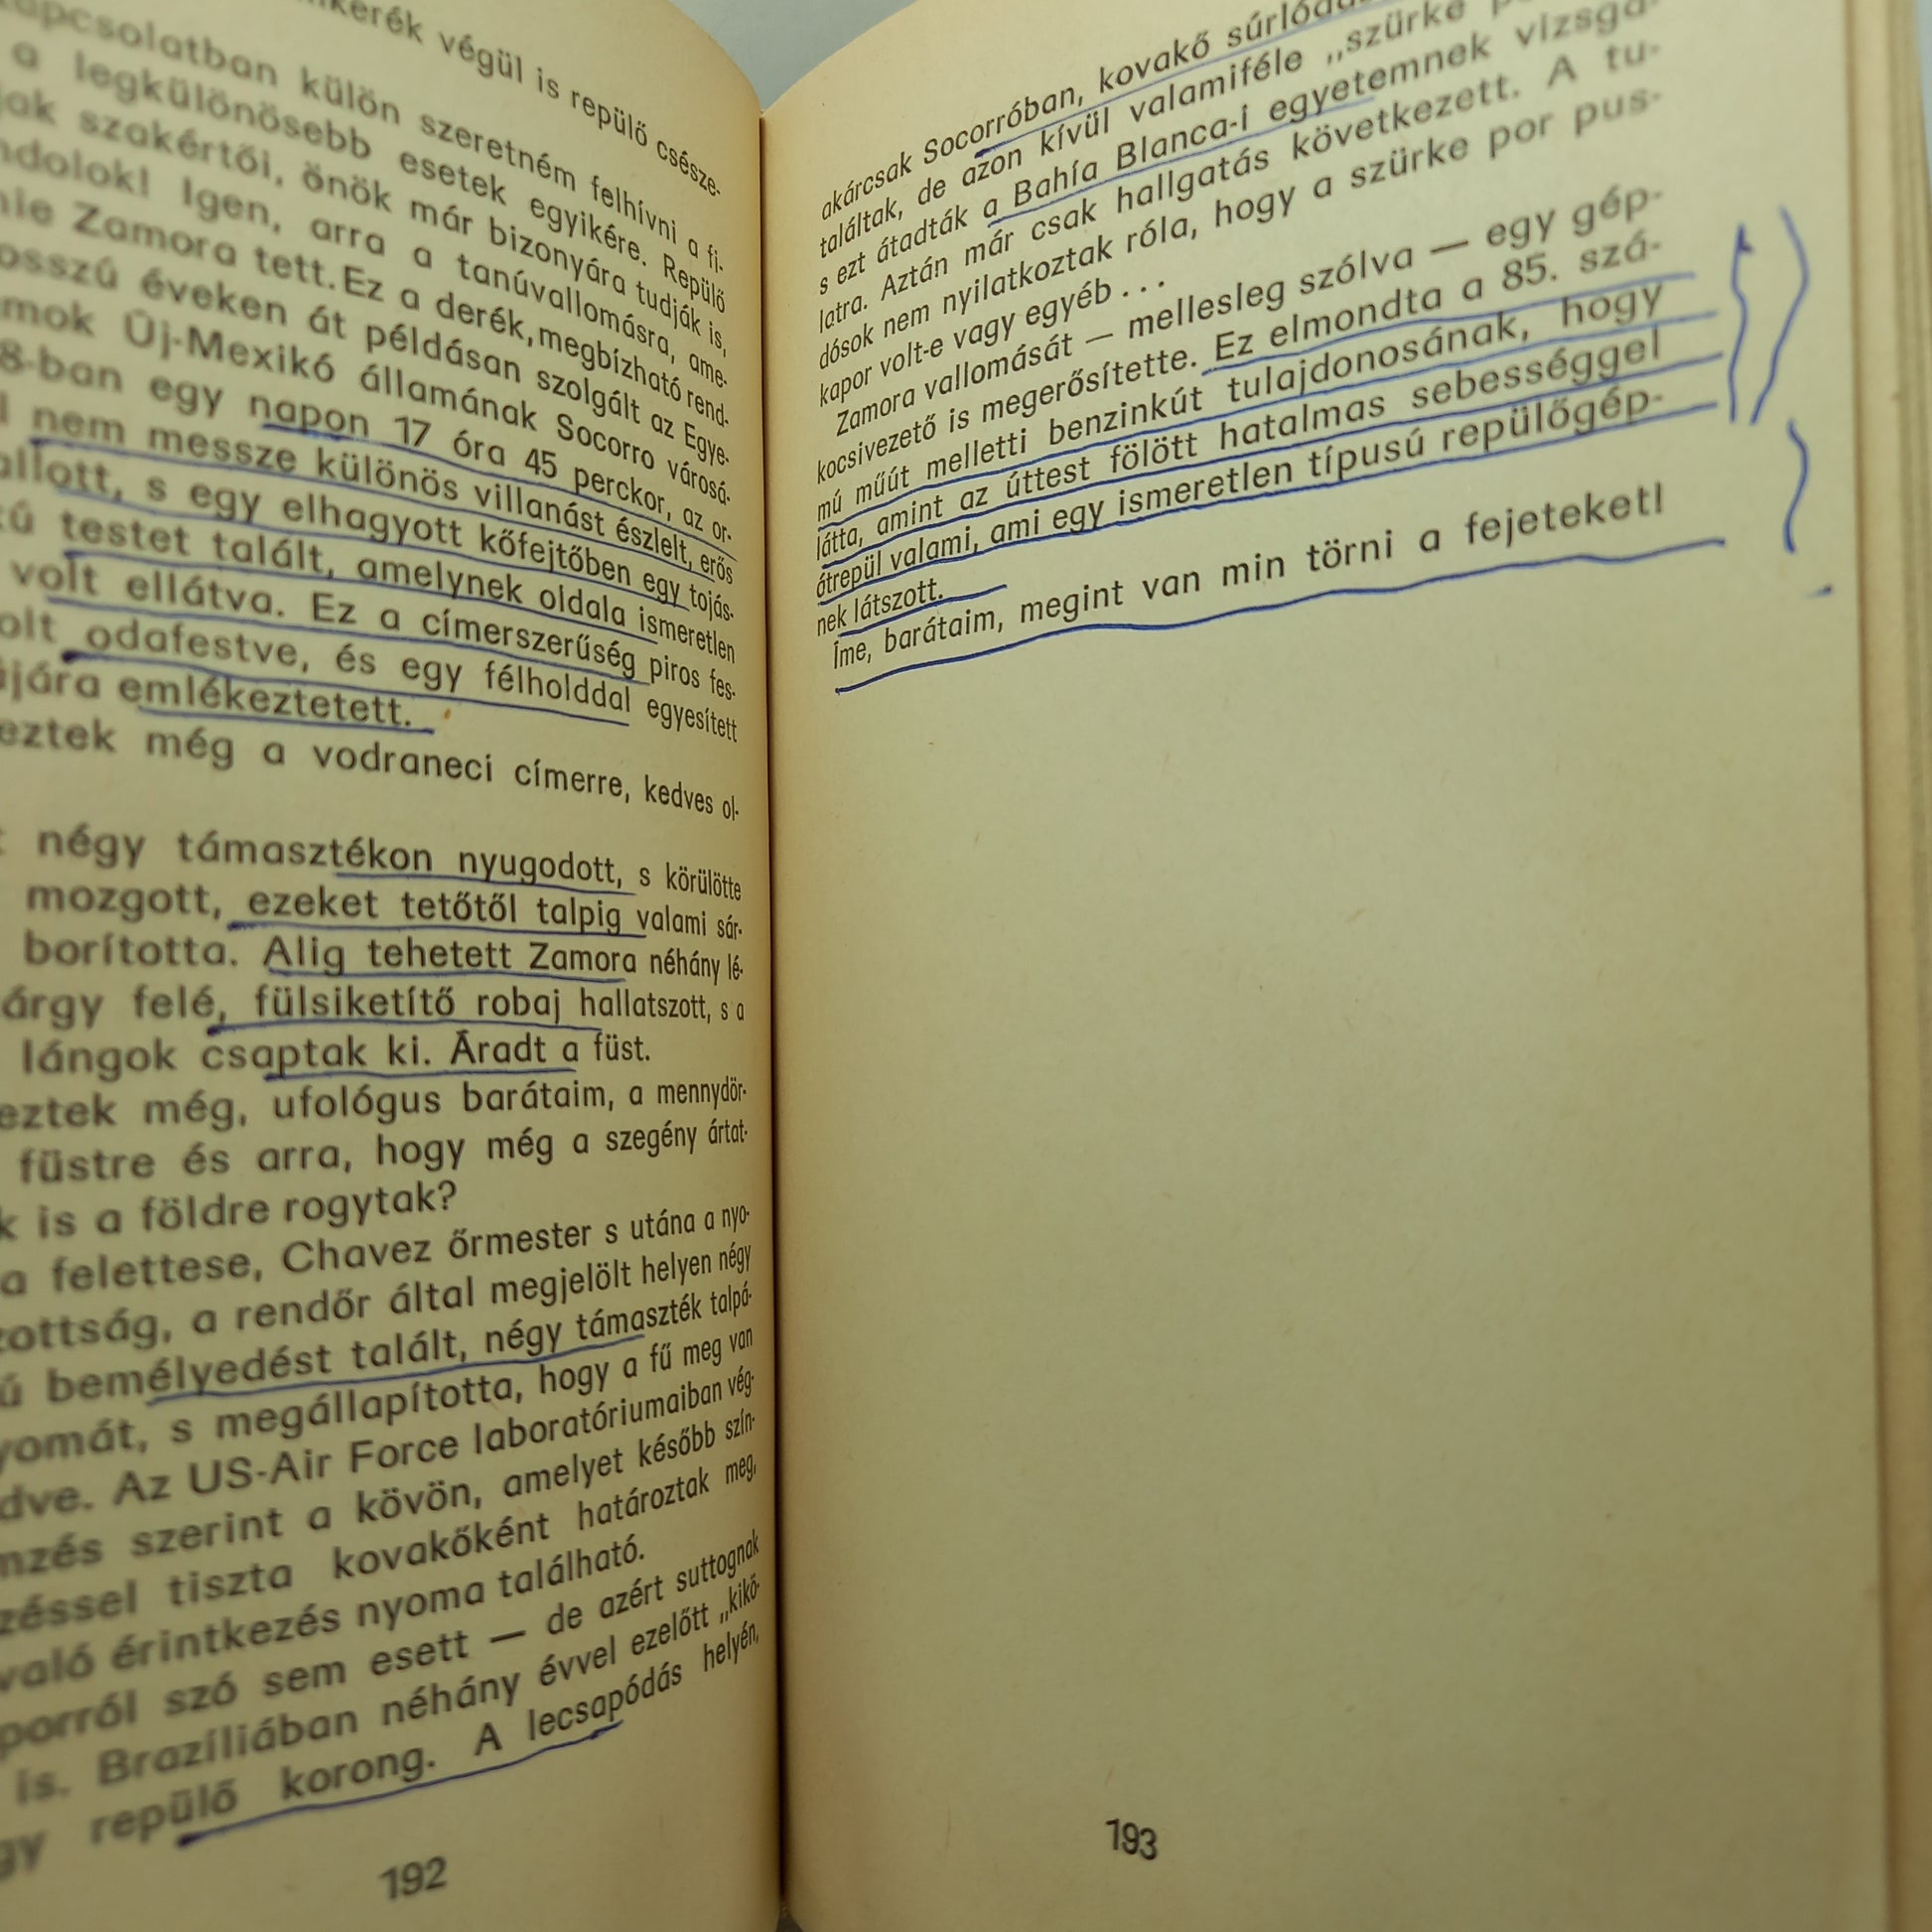 végül is repülő csésze-
kapcsolatban külön szeretném felhívni a fi-
a legkülönösebb esetek egyikére. Repülő
szakértői, önök már bizonyára tudják is,
Igen, arra a tanúvallomásra, ame-
Zamora tett. Ez a derék, megbízható rend-
éveken át példásan szolgált az Egye-
Új-Mexikó államának Socorro városá-
8-ban egy napon 17 óra 45 perckor, az or-
nem messze különös villanást észlelt, erős
s egy elhagyott kőfejtőben egy tojás-
testet talált, amelynek oldala ismeretlen
volt ellátva. Ez a címerszerűség piros fes-
odafestve, és egy félholddal egyesített
emlékeztetett.
még a vodraneci címerre, kedves ol-
négy támasztékon nyugodott, s körülötte
mozgott, ezeket tetőtől talpig valami sár-
borította. Alig tehetett Zamora néhány lé-
felé, fülsiketítő robaj hallatszott, s a
lángok csaptak ki. Áradt a füst.
még, ufológus barátaim, a mennydör-
füstre és arra, hogy még a szegény ártat-
is a földre rogytak?
a felettese, Chavez őrmester s utána a nyo-
a rendőr által megjelölt helyen négy
bemélyedést talált, négy támaszték talpá-
s megállapította, hogy a fű meg van
Az US-Air Force laboratóriumaiban vég-
szerint a kövön, amelyet később szín-
tiszta kovakőként határoztak meg,
való érintkezés nyoma található.
porról szó sem esett — de azért suttognak
is. Brazíliában néhány évvel ezelőtt „kikö-
repülő korong. A lecsapódás helyén,
192
akárcsak Socorróban, kovakő
találtak, de azon kívül valamiféle „szürke
s ezt átadták a Bahía Blanca-i egyetemnek vizsgá-
latra. Aztán már csak hallgatás következett. A tu-
dósok nem nyilatkoztak róla, hogy a szürke por pus-
kapor volt-e vagy egyéb . . .
Zamora vallomását — mellesleg szólva — egy gép-
kocsivezető is megerősítette. Ez elmondta a 85. szá-
mú műút melletti benzinkút tulajdonosának, hogy
látta, amint az úttest fölött hatalmas sebességgel
átrepül valami, ami egy ismeretlen típusú repülőgép-
nek látszott.
Íme, barátaim, megint van min törni a fejeteket!
193